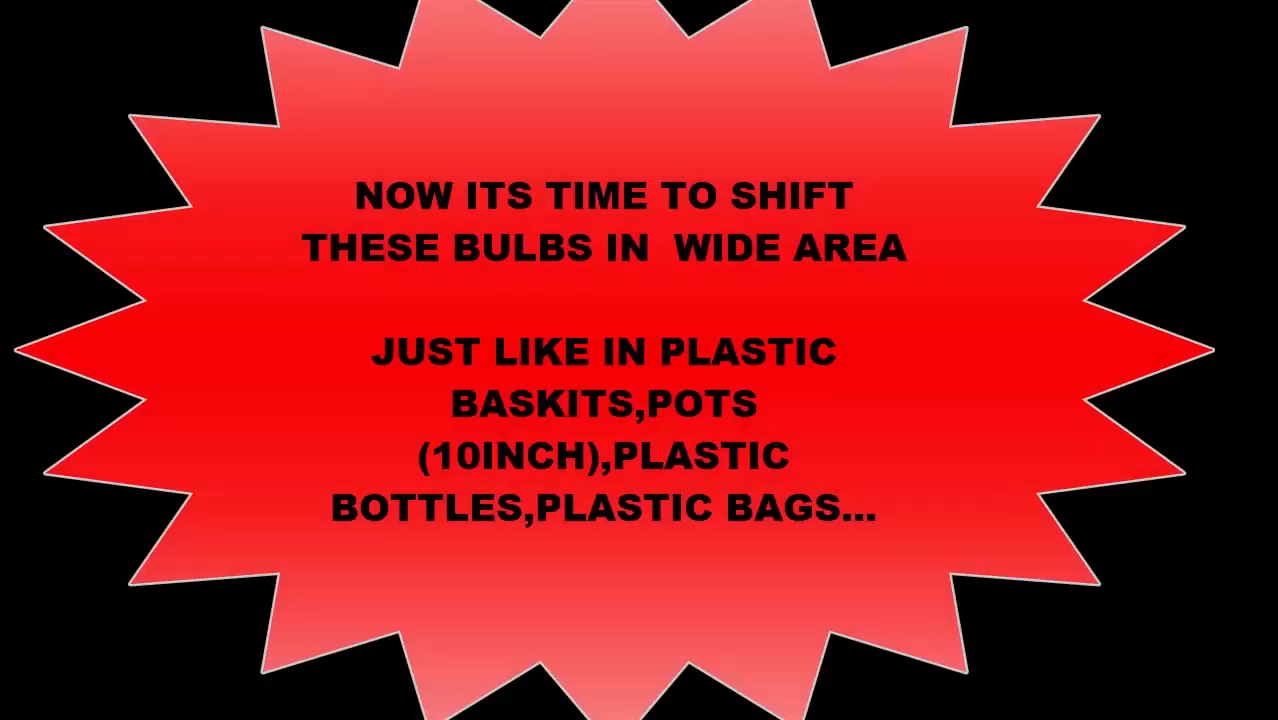 NOW ITS TIME TO SHIFT
THESE BULBS IN  WIDE AREA
JUST LIKE IN PLASTIC
BASKITS,POTS
(10INCH),PLASTIC
BOTTLES,PLASTIC BAGS...